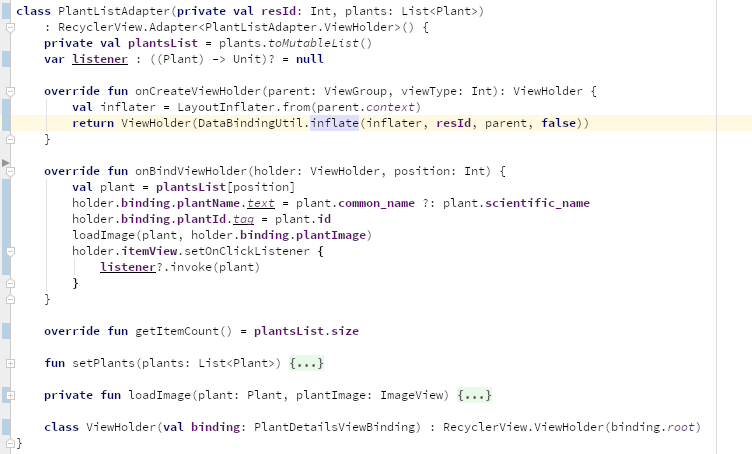 class PlantListAdapter(private val resId: Int, plants: List<Plant>)
    : RecyclerView.Adapter<PlantListAdapter.ViewHolder>() {
    private val plantsList = plants.toMutableList()
    var listener : ((Plant) -> Unit)? = null

    override fun onCreateViewHolder(parent: ViewGroup, viewType: Int): ViewHolder {
        val inflater = LayoutInflater.from(parent.context)
        return ViewHolder(DataBindingUtil.inflate(inflater, resId, parent, false))
    }

    override fun onBindViewHolder(holder: ViewHolder, position: Int) {
        val plant = plantsList[position]
        holder.binding.plantName.text = plant.common_name ?: plant.scientific_name
        holder.binding.plantId.tag = plant.id
        loadImage(plant, holder.binding.plantImage)
        holder.itemView.setOnClickListener {
            listener?.invoke(plant)
        }
    }

    override fun getItemCount() = plantsList.size

    fun setPlants(plants: List<Plant>) {...}

    private fun loadImage(plant: Plant, plantImage: ImageView) {...}

    class ViewHolder(val binding: PlantDetailsViewBinding) : RecyclerView.ViewHolder(binding.root)
}